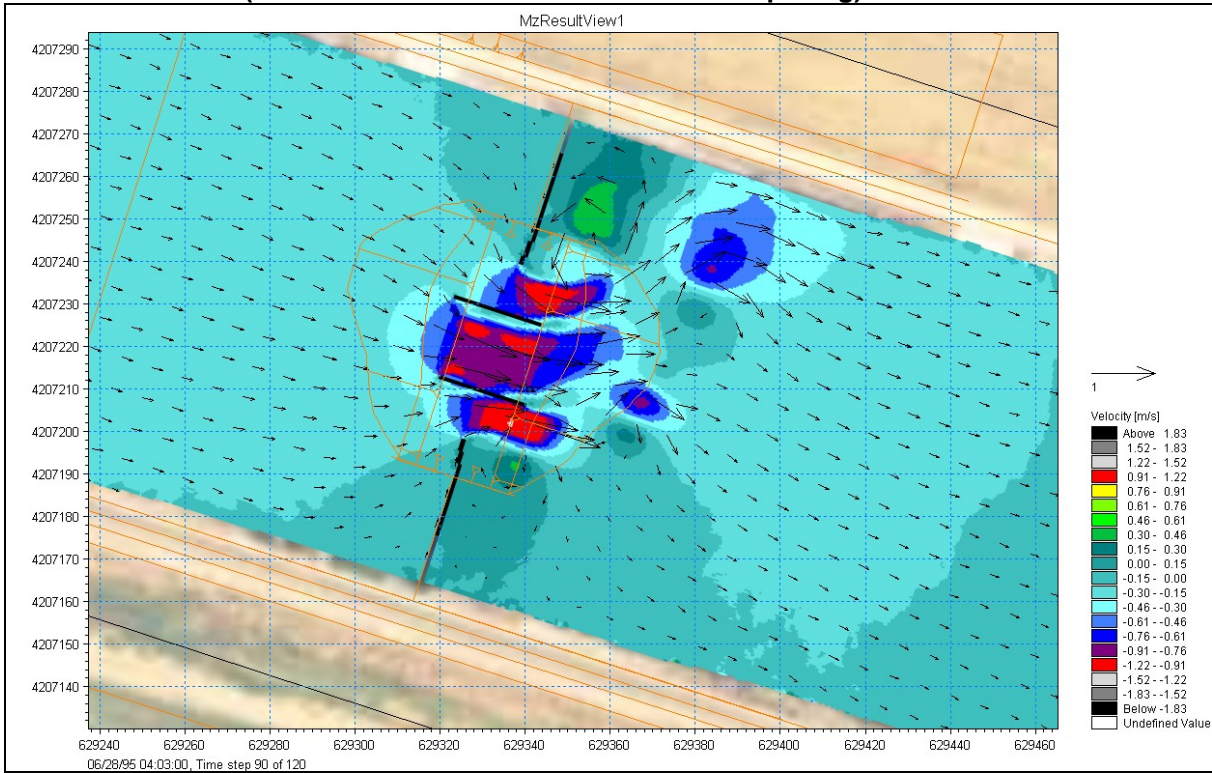 MzResultView1
4207290
4207280
4207270
4207260
4207250
4207240
4207230
4207220
4207210
4207200
4207190
4207180
4207170
4207160
4207150
4207140
629240 629260 629280 629300 629320 629340 629360 629380 629400 629420 629440 629460
06/28/95 04:03:00, Time step 90 of 120
1
Velocity [m/s]
Above 1.83
1.52 - 1.83
1.22 - 1.52
0.91 - 1.22
0.76 - 0.91
0.61 - 0.76
0.46 - 0.61
0.30 - 0.46
0.15 - 0.30
0.00 - 0.15
-0.15 - 0.00
-0.30 - -0.15
-0.46 - -0.30
-0.61 - -0.46
-0.76 - -0.61
-0.91 - -0.76
-1.22 - -0.91
-1.52 - -1.22
-1.83 - -1.52
Below -1.83
Undefined Value